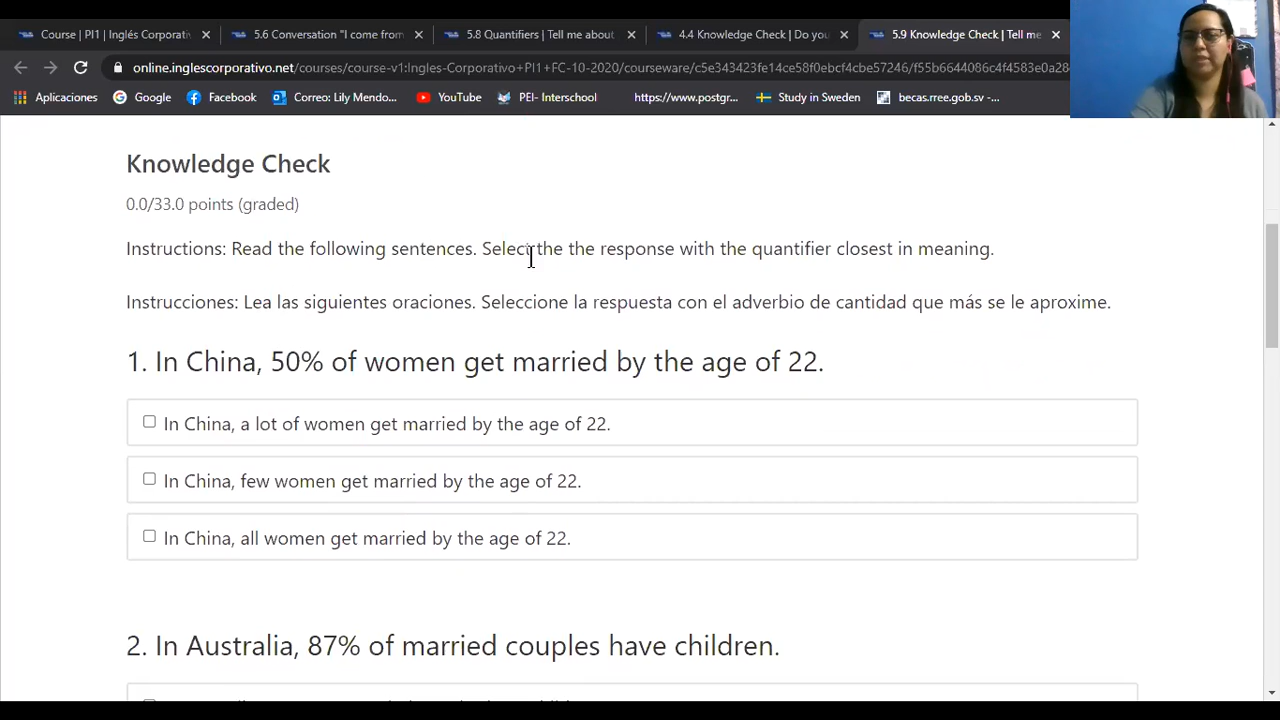 Course | PI1 | Inglés Corporati
5.6 Conversation "I come from
5.8 Quantifiers | Tell me about
4.4 Knowledge Check | Do you
5.9 Knowledge Check | Tell me
online.inglescorporativo.net/courses/course-v1:Ingles-Corporativo+PI1+FC-10-2020/courseware/c5e343423fe14ce58f0ebcf4cbe57246/f55b6644086c4f4583e0a284
Aplicaciones
Google
Facebook
Correo: Lily Mendo...
YouTube
PEI- Interschool
https://www.postgr...
Study in Sweden
becas.rree.gob.sv -...
Knowledge Check
0.0/33.0 points (graded)
Instructions: Read the following sentences. Select the the response with the quantifier closest in meaning.
Instrucciones: Lea las siguientes oraciones. Seleccione la respuesta con el adverbio de cantidad que más se le aproxime.
1. In China, 50% of women get married by the age of 22.
In China, a lot of women get married by the age of 22.
In China, few women get married by the age of 22.
In China, all women get married by the age of 22.
2. In Australia, 87% of married couples have children.